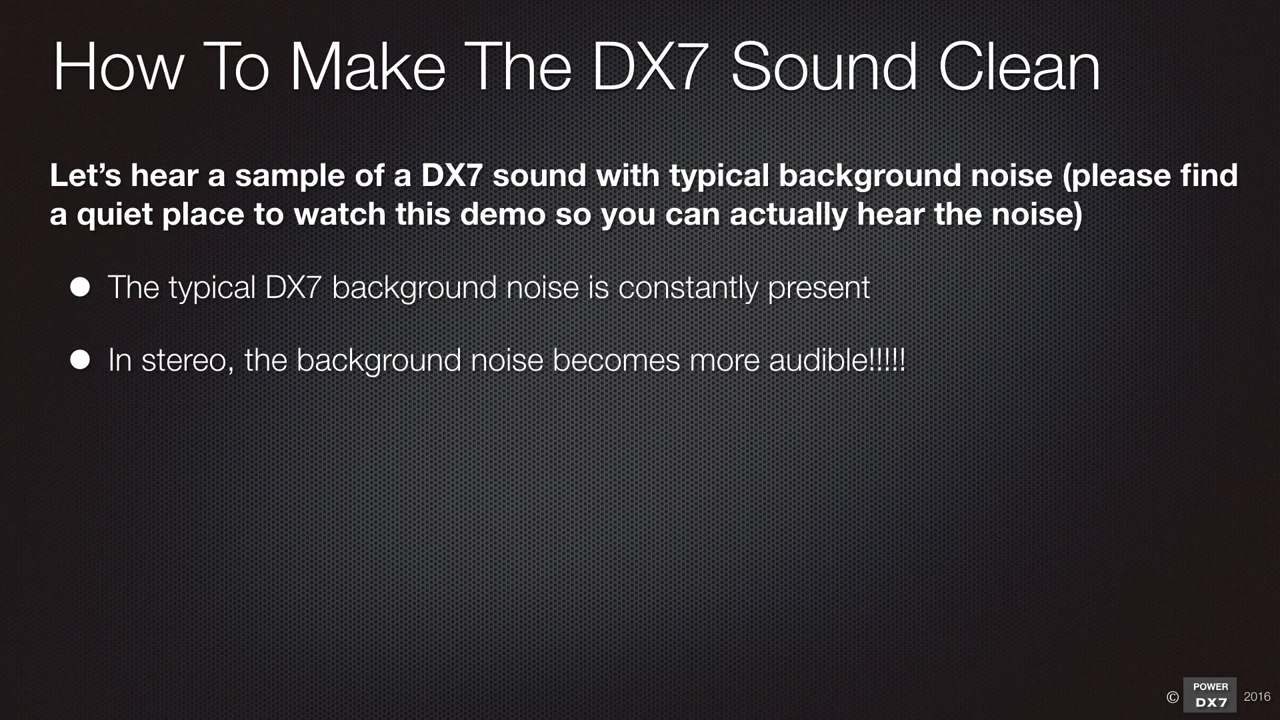 How To Make The DX7 Sound Clean
Let’s hear a sample of a DX7 sound with typical background noise (please find
a quiet place to watch this demo so you can actually hear the noise)
● The typical DX7 background noise is constantly present
● In stereo, the background noise becomes more audible!!!!!
© POWER DX7 2016